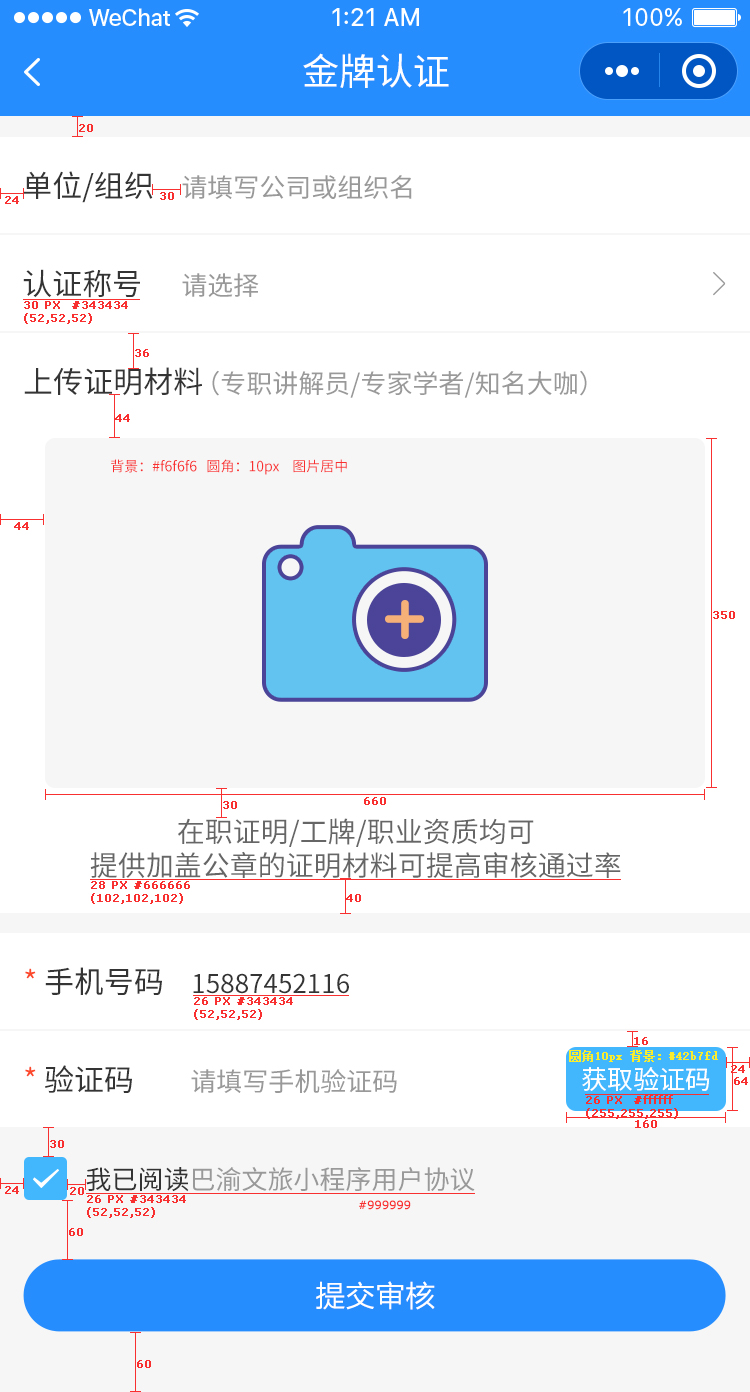 WeChat 1:21 AM 100%
金牌认证
20
单位/组织 请填写公司或组织名
24 30
认证称号 请选择
30 PX #343434
(52,52,52)
36
上传证明材料（专职讲解员/专家学者/知名大咖）
44
背景：#f6f6f6 圆角：10px 图片居中
44
350
660
30
在职证明/工牌/职业资质均可
提供加盖公章的证明材料可提高审核通过率
28 PX #666666
(102,102,102)
40
* 手机号码 15887452116
26 PX #343434
(52,52,52)
16
圆角10px 背景：#42b7fd
24
* 验证码 请填写手机验证码 获取验证码
64
26 PX #ffffff
(255,255,255)
160
30
我已阅读巴渝文旅小程序用户协议
24 20
26 PX #343434
(52,52,52)
#999999
60
提交审核
60